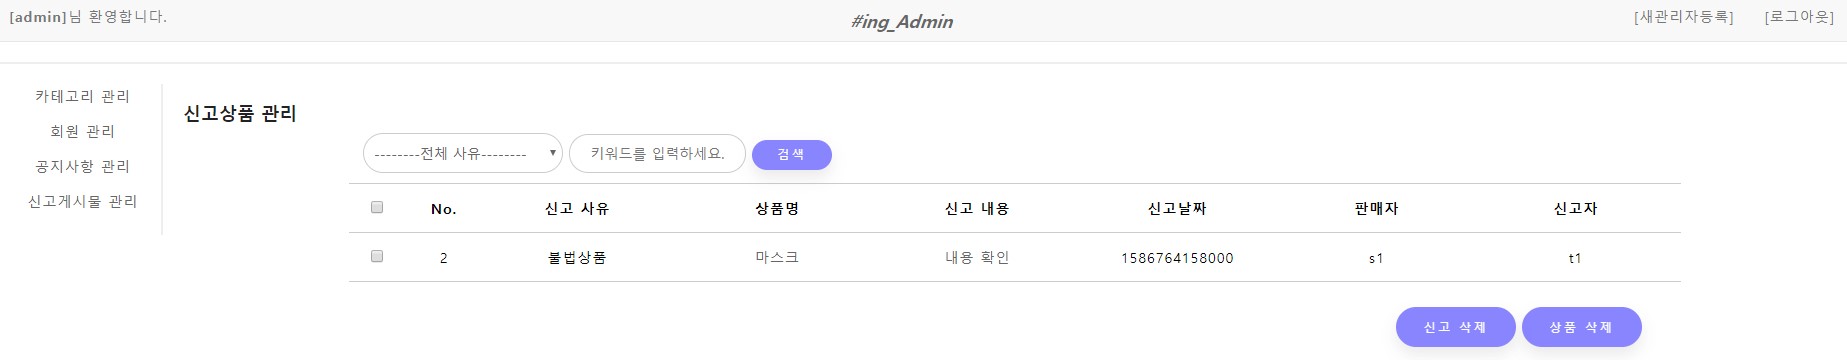 [admin]님 환영합니다.
#ing_Admin
[새관리자등록] [로그아웃]
카테고리 관리
회원 관리
공지사항 관리
신고게시물 관리
신고상품 관리
--------전체 사유-------- 키워드를 입력하세요. 검색
No. 신고 사유 상품명 신고 내용 신고날짜 판매자 신고자
2 불법상품 마스크 내용 확인 1586764158000 s1 t1
신고 삭제 상품 삭제